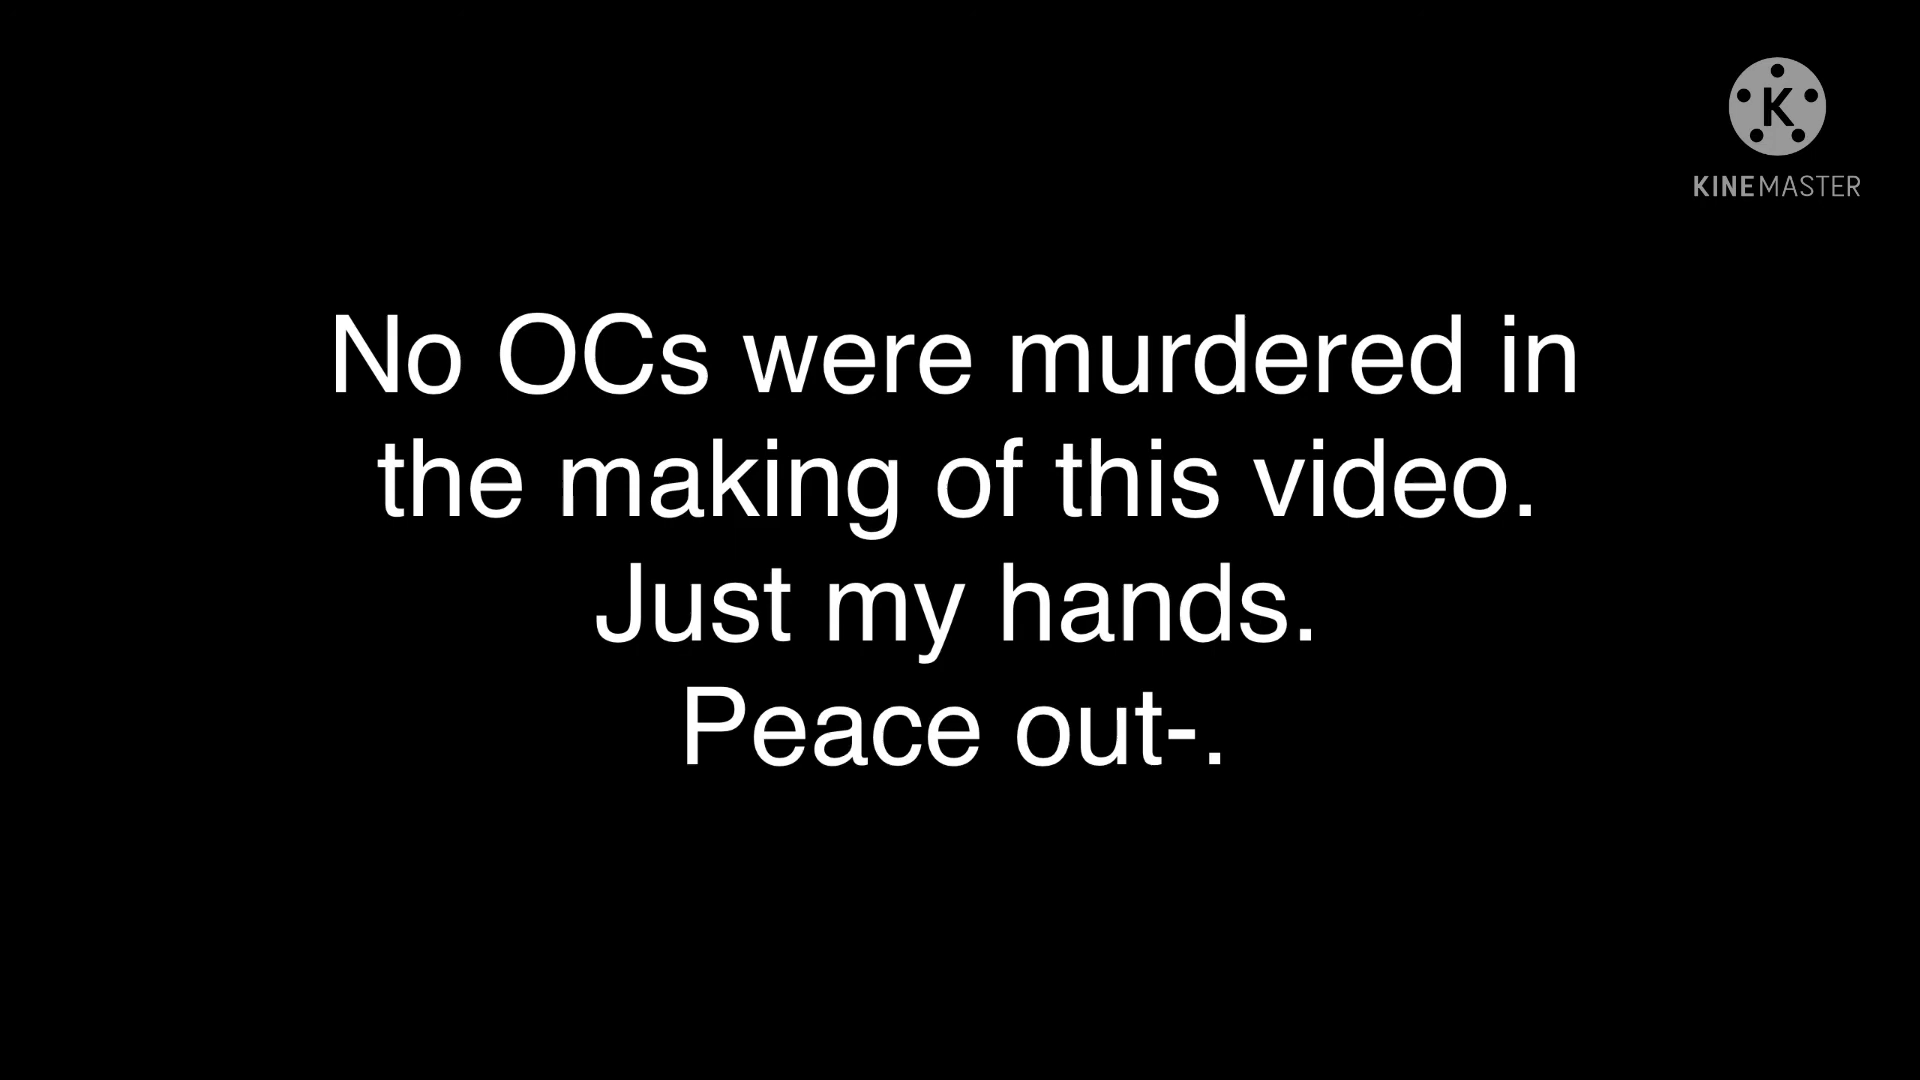 K
KINEMASTER
No OCs were murdered in
the making of this video.
Just my hands.
Peace out-.